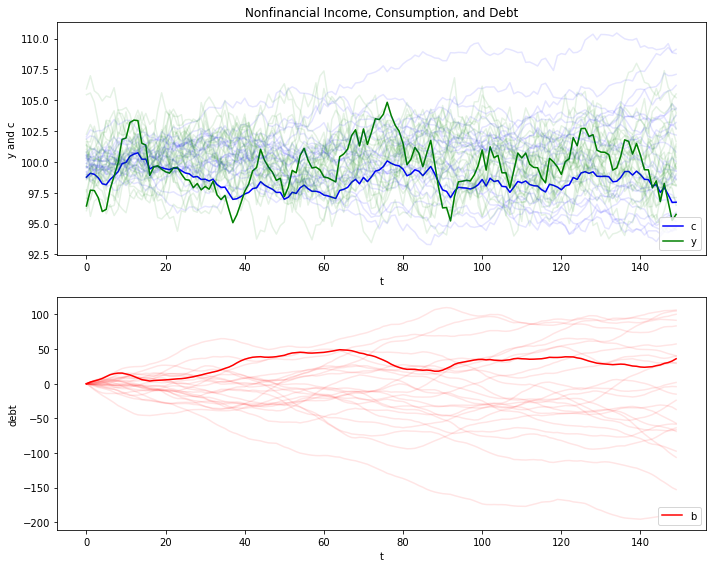 Nonfinancial Income, Consumption, and Debt
110.0
107.5
105.0
102.5
100.0
97.5
95.0
92.5
y and c
0 20 40 60 80 100 120 140
t
c
y
100
50
0
−50
−100
−150
−200
debt
0 20 40 60 80 100 120 140
t
b